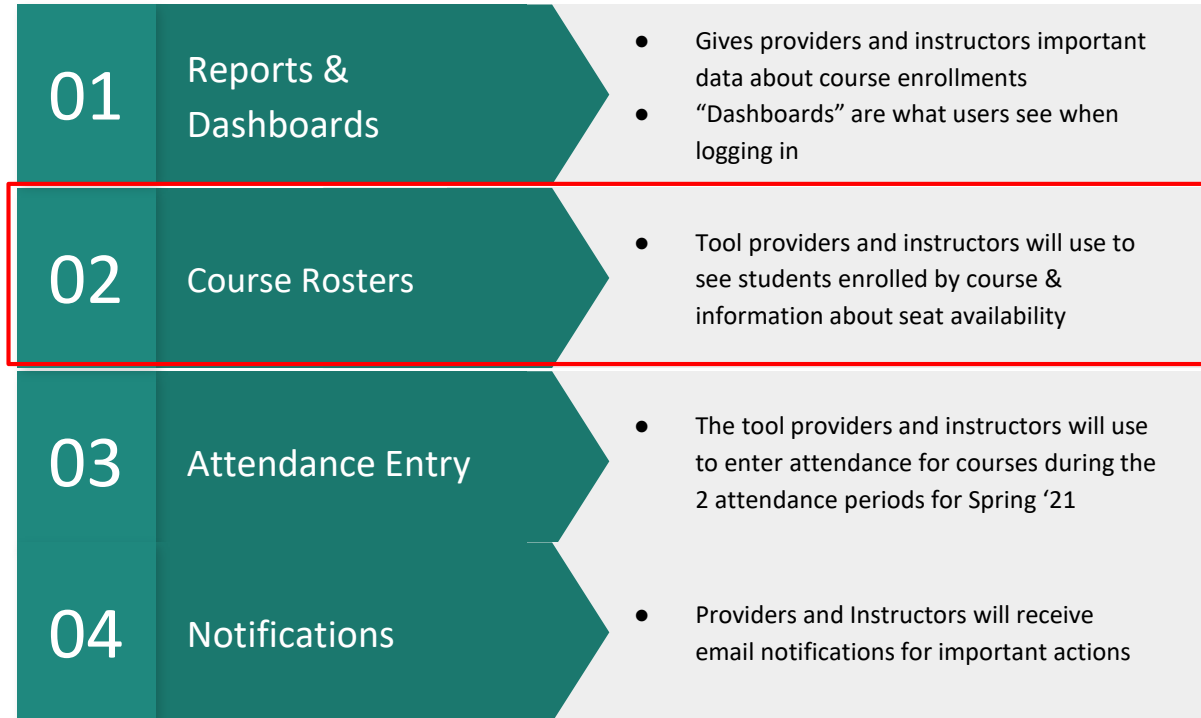 01
Reports &
Dashboards
● Gives providers and instructors important
data about course enrollments
● “Dashboards” are what users see when
logging in
02
Course Rosters
● Tool providers and instructors will use to
see students enrolled by course &
information about seat availability
03
Attendance Entry
● The tool providers and instructors will use
to enter attendance for courses during the
2 attendance periods for Spring ‘21
04
Notifications
● Providers and Instructors will receive
email notifications for important actions